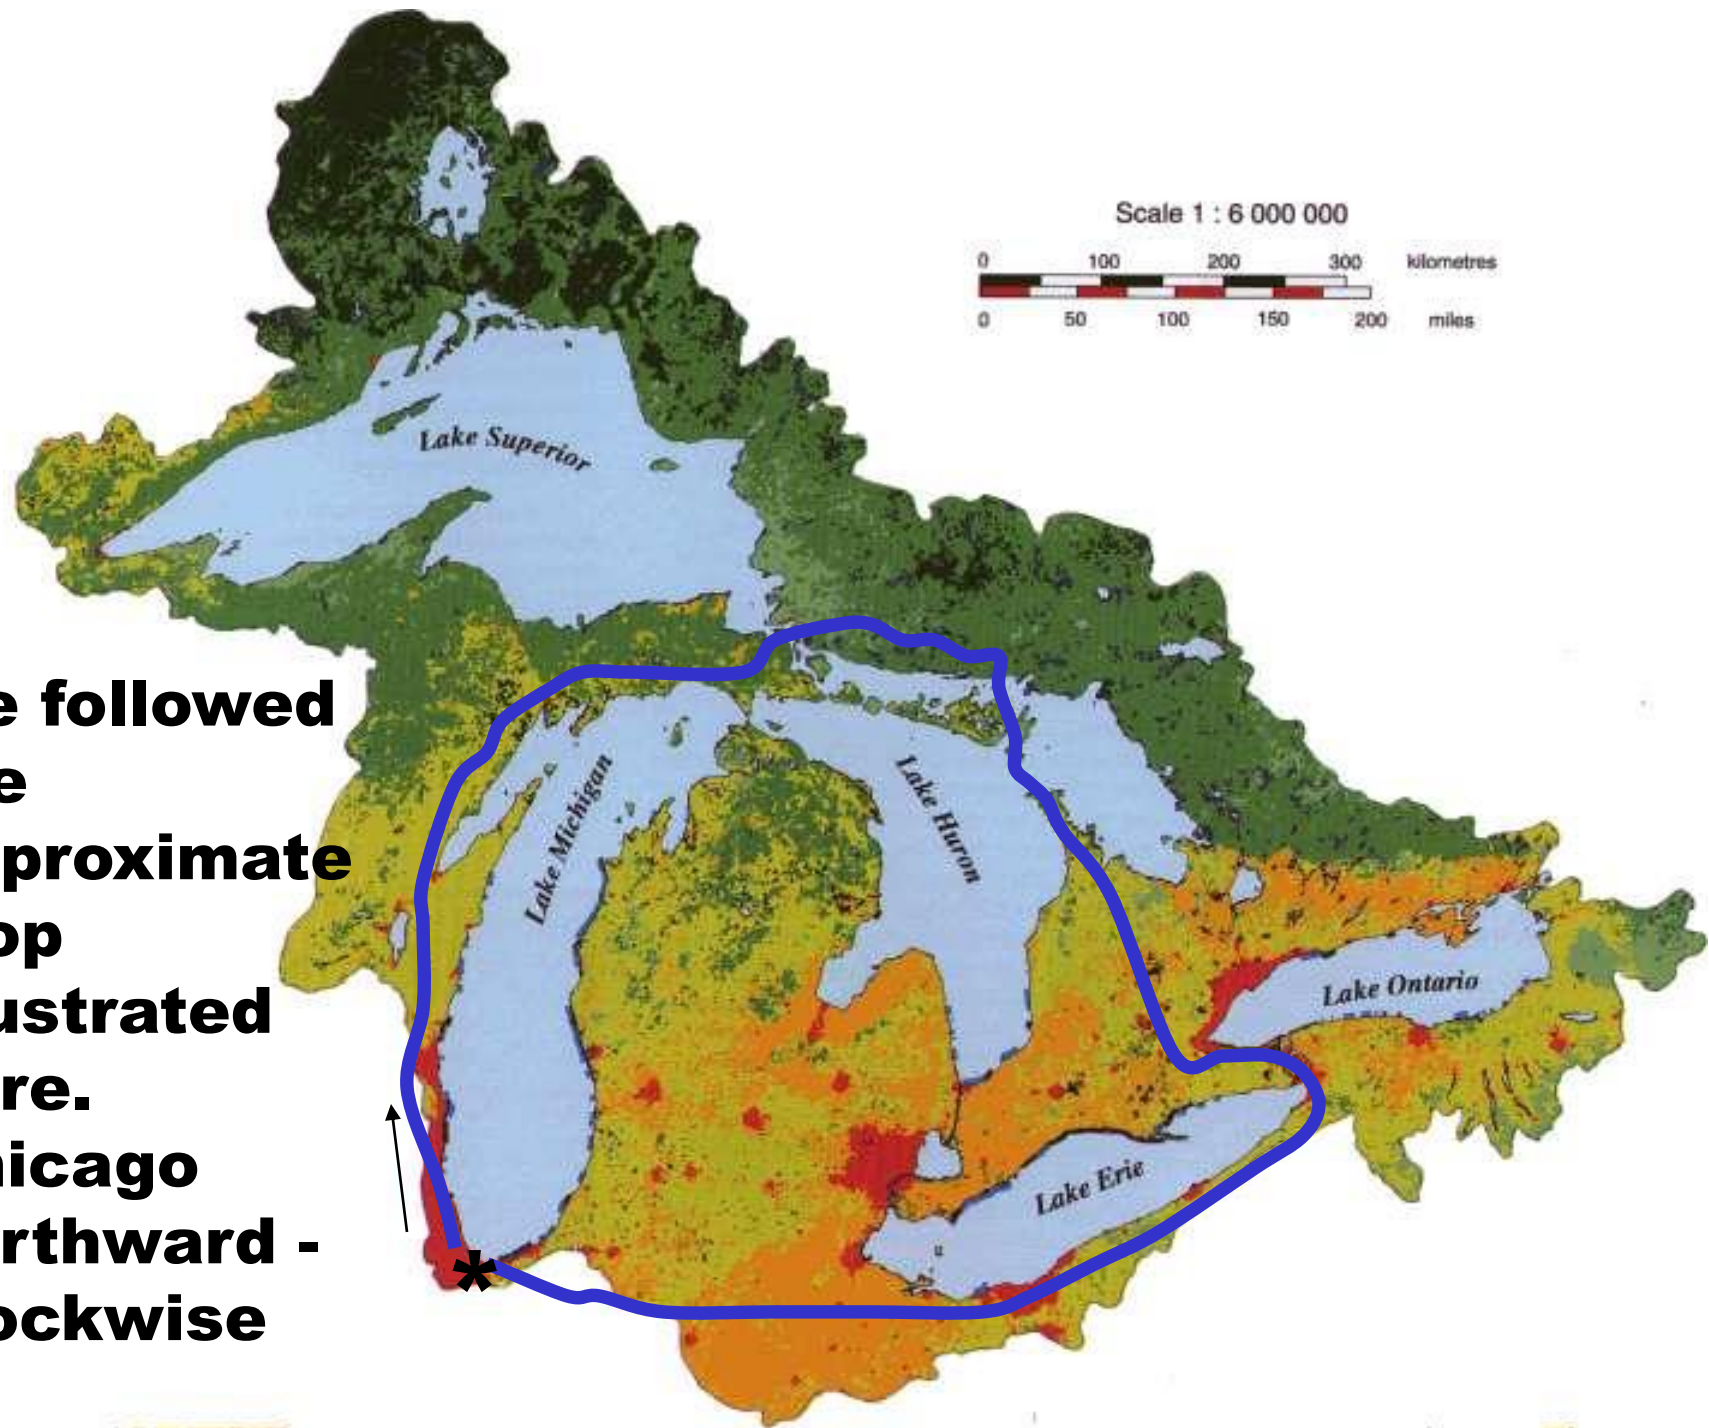 Scale 1 : 6 000 000
0 100 200 300 kilometres
0 50 100 150 200 miles
Lake Superior
Lake Michigan
Lake Huron
Lake Ontario
Lake Erie
e followed
e
proximate
op
ustrated
re.
icago
rthward -
ockwise
*